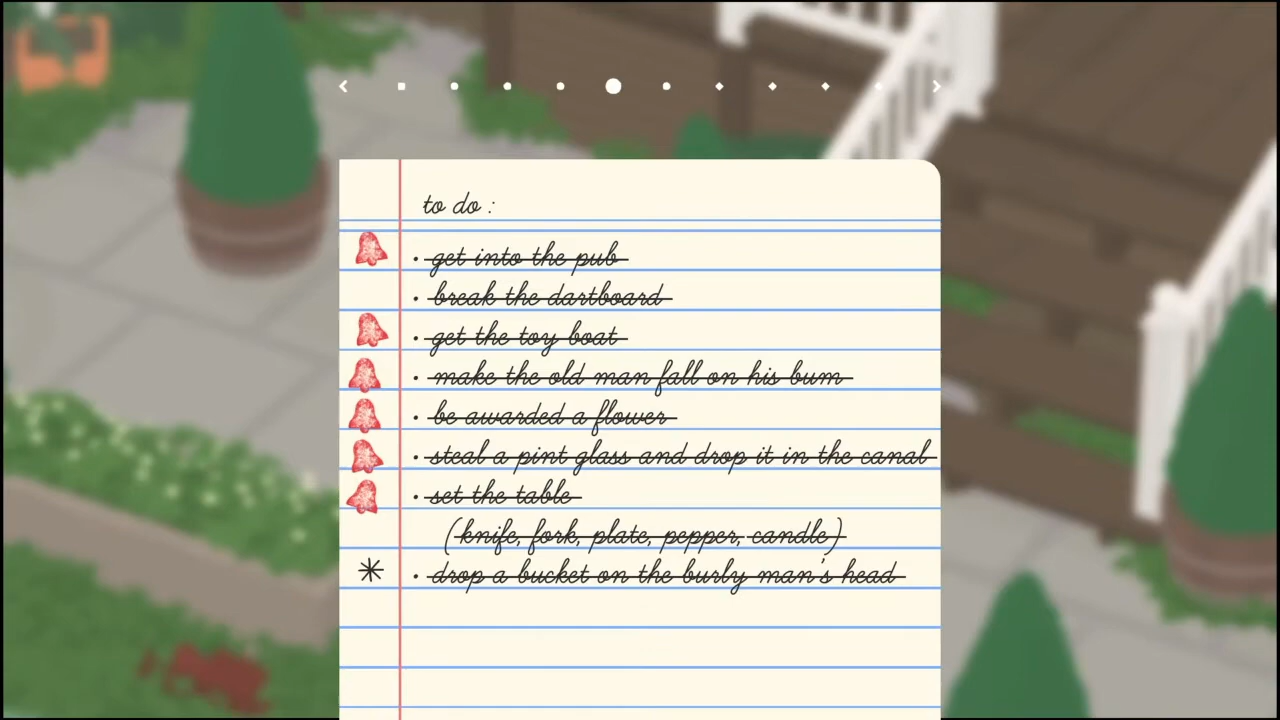 to do :
• get into the pub
• break the dartboard
• get the toy boat
• make the old man fall on his bum
• be awarded a flower
• steal a pint glass and drop it in the canal
• set the table
(knife, fork, plate, pepper, candle)
• drop a bucket on the burly man's head